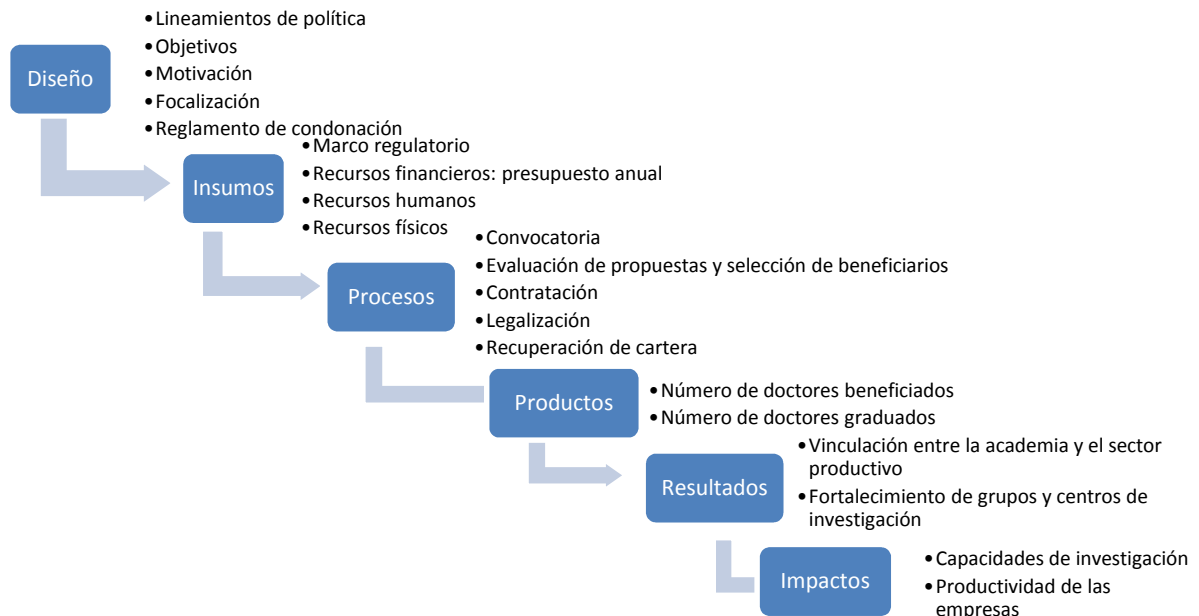 Diseño
•Lineamientos de política
•Objetivos
•Motivación
•Focalización
•Reglamento de condonación
Insumos
•Marco regulatorio
•Recursos financieros: presupuesto anual
•Recursos humanos
•Recursos físicos
Procesos
•Convocatoria
•Evaluación de propuestas y selección de beneficiarios
•Contratación
•Legalización
•Recuperación de cartera
Productos
•Número de doctores beneficiados
•Número de doctores graduados
Resultados
•Vinculación entre la academia y el sector
productivo
•Fortalecimiento de grupos y centros de
investigación
Impactos
•Capacidades de investigación
•Productividad de las
empresas